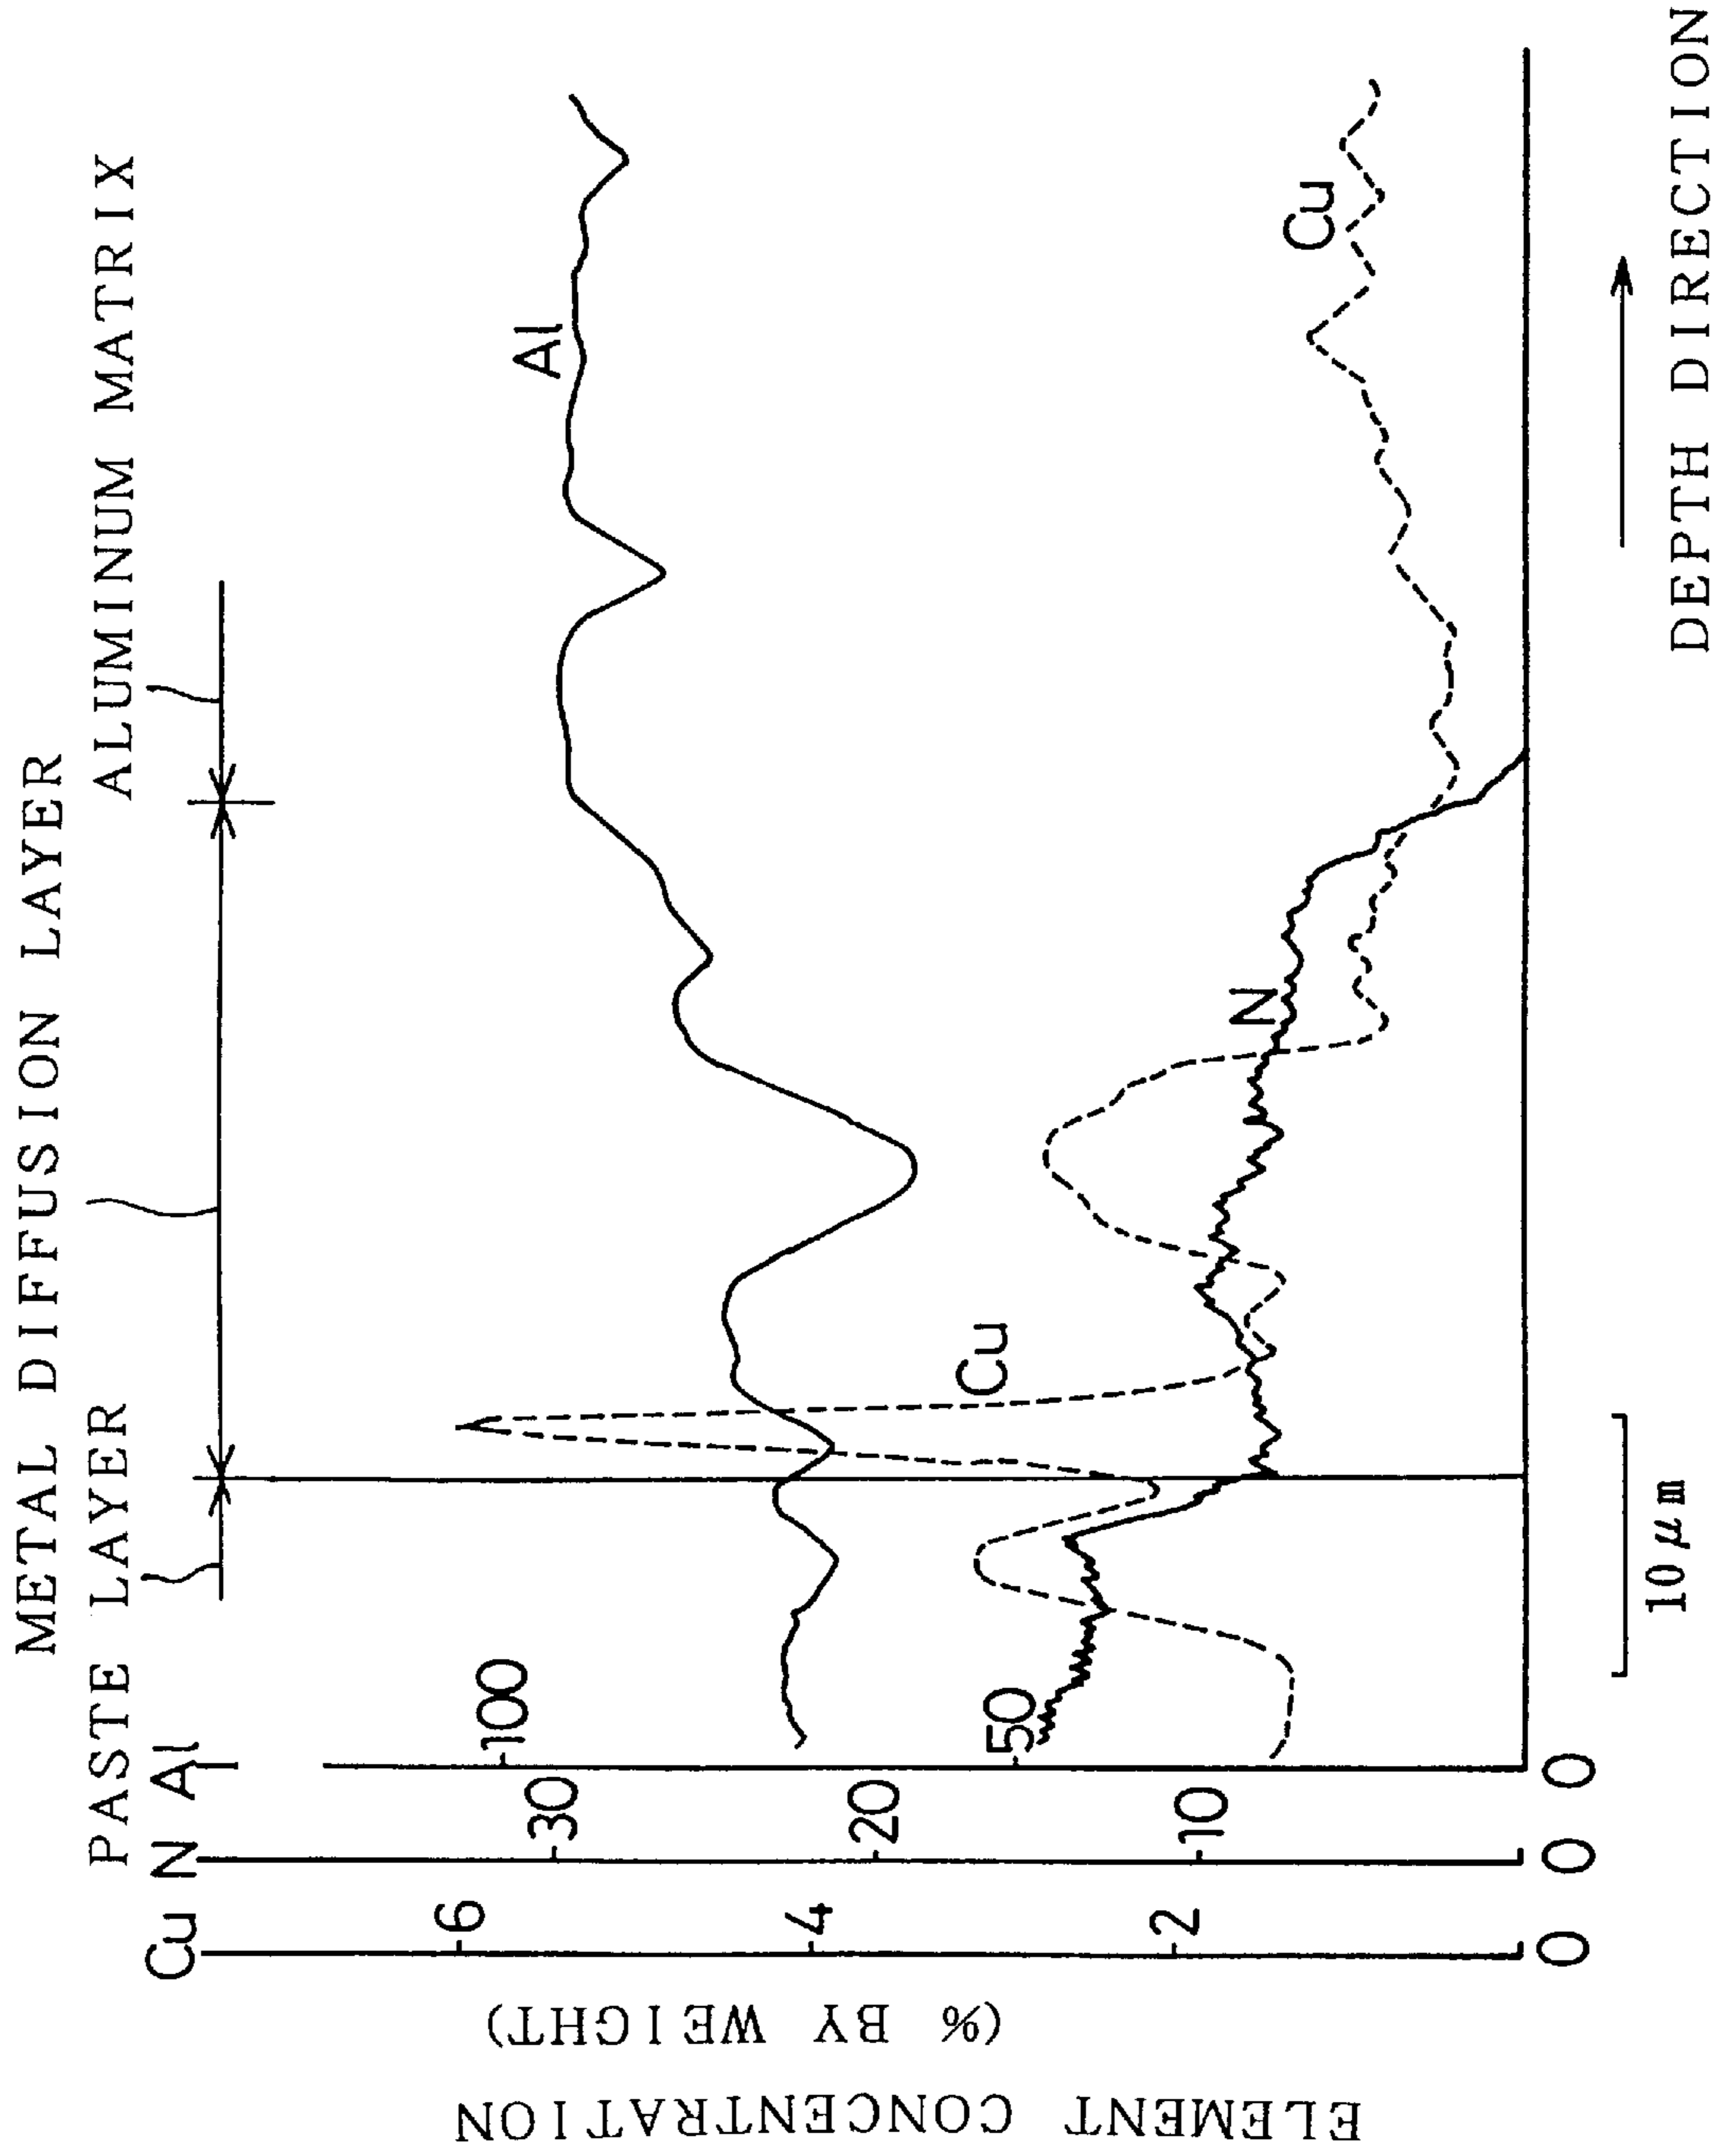 METAL DIFFUSION LAYER
PASTE LAYER
ALUMINUM MATRIX
Cu
N
Al
6
4
2
0
30
20
10
0
100
50
0
Al
Cu
Cu
N
10μm
DEPTH DIRECTION
ELEMENT CONCENTRATION
(% BY WEIGHT)